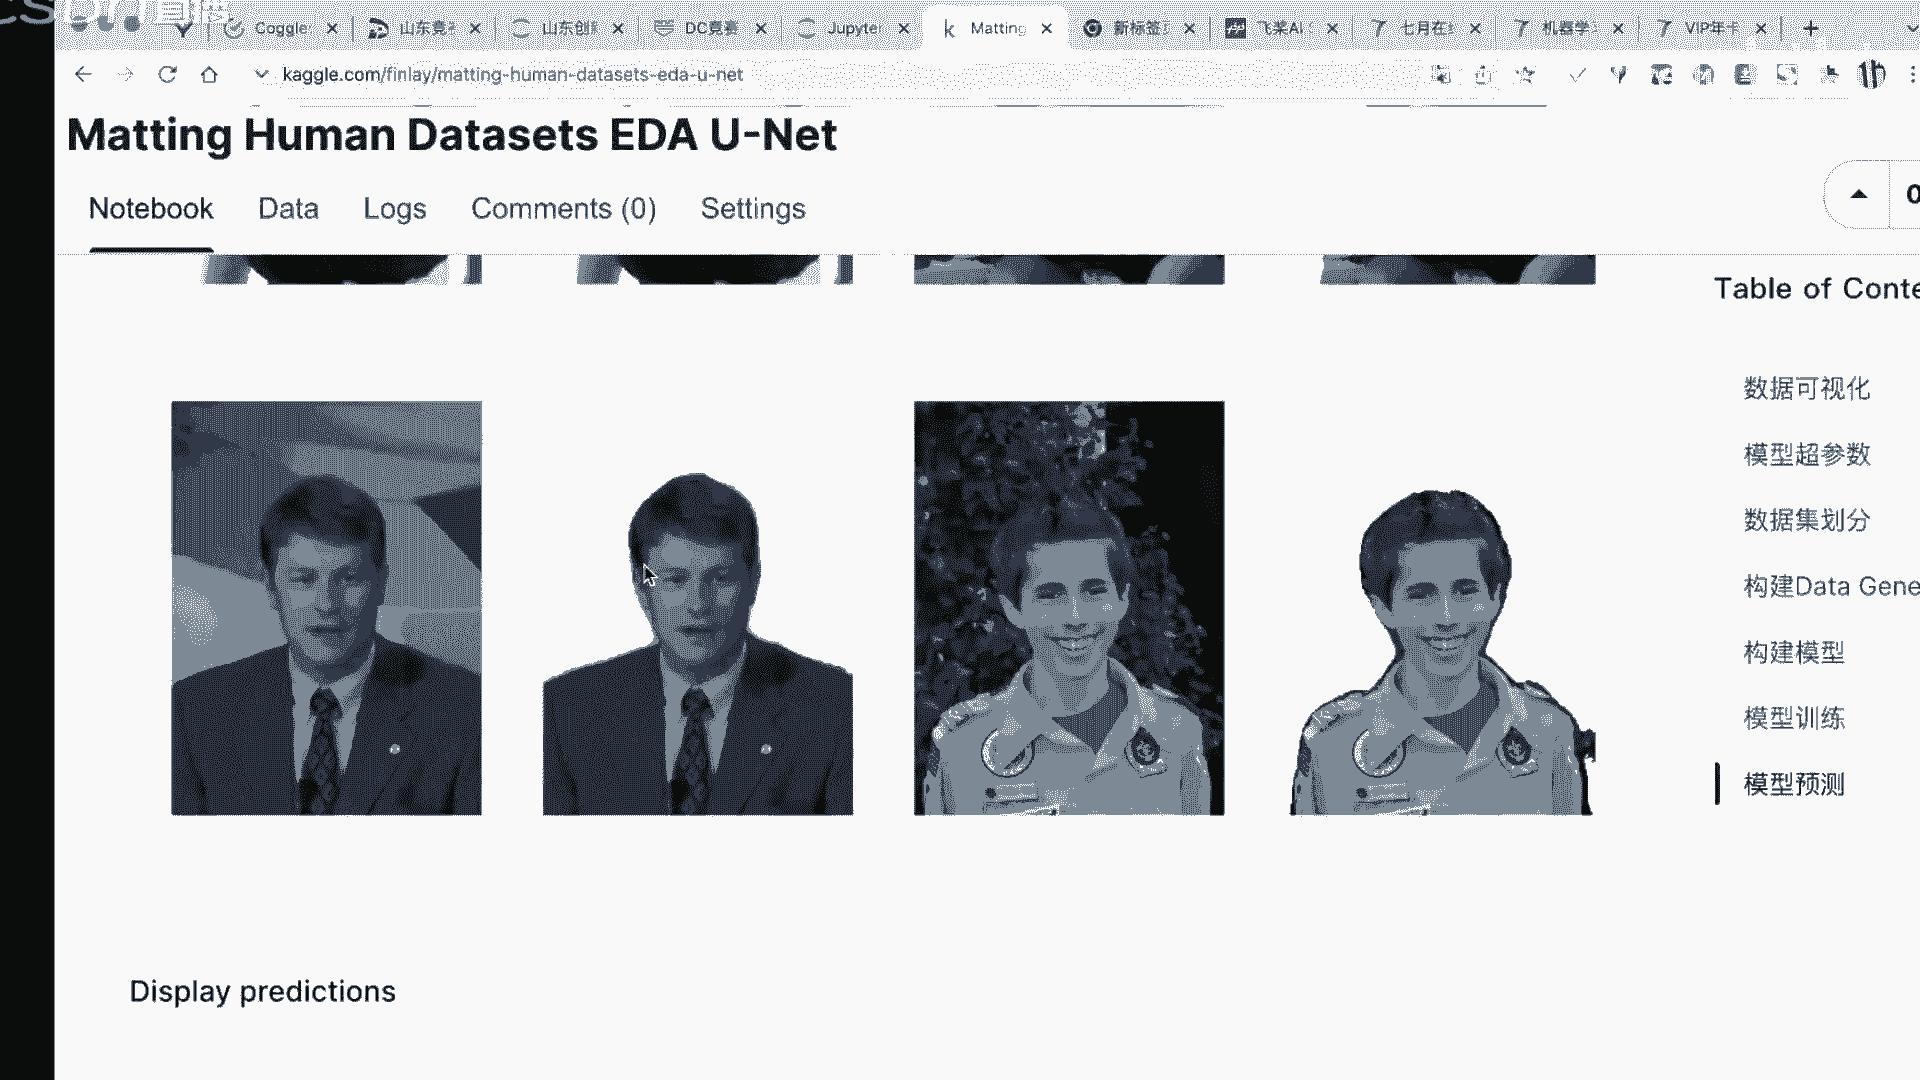 Coggle
山东竞
山东创新
DC竞赛
Jupyter
Matting
新标签
飞桨AI
七月在
机器学
VIP年卡
kaggle.com/finlay/matting-human-datasets-eda-u-net
Matting Human Datasets EDA U-Net
Notebook
Data
Logs
Comments (0)
Settings
0
Table of Conte
数据可视化
模型超参数
数据集划分
构建Data Gene
构建模型
模型训练
模型预测
Display predictions